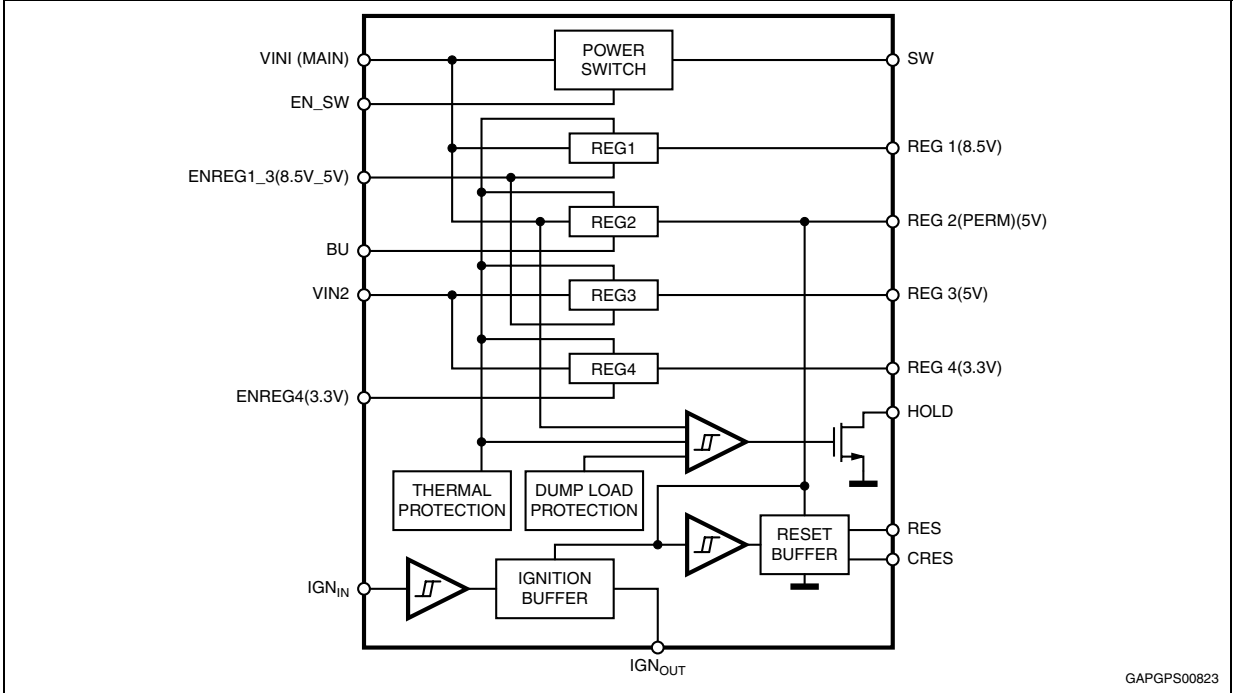 POWER
SWITCH
VINI (MAIN)
SW
EN_SW
REG1
REG 1(8.5V)
ENREG1_3(8.5V_5V)
REG2
REG 2(PERM)(5V)
BU
VIN2
REG3
REG 3(5V)
REG4
REG 4(3.3V)
ENREG4(3.3V)
HOLD
THERMAL
PROTECTION
DUMP LOAD
PROTECTION
RESET
BUFFER
RES
CRES
IGNIN
IGNITION
BUFFER
IGNOUT
GAPGPS00823